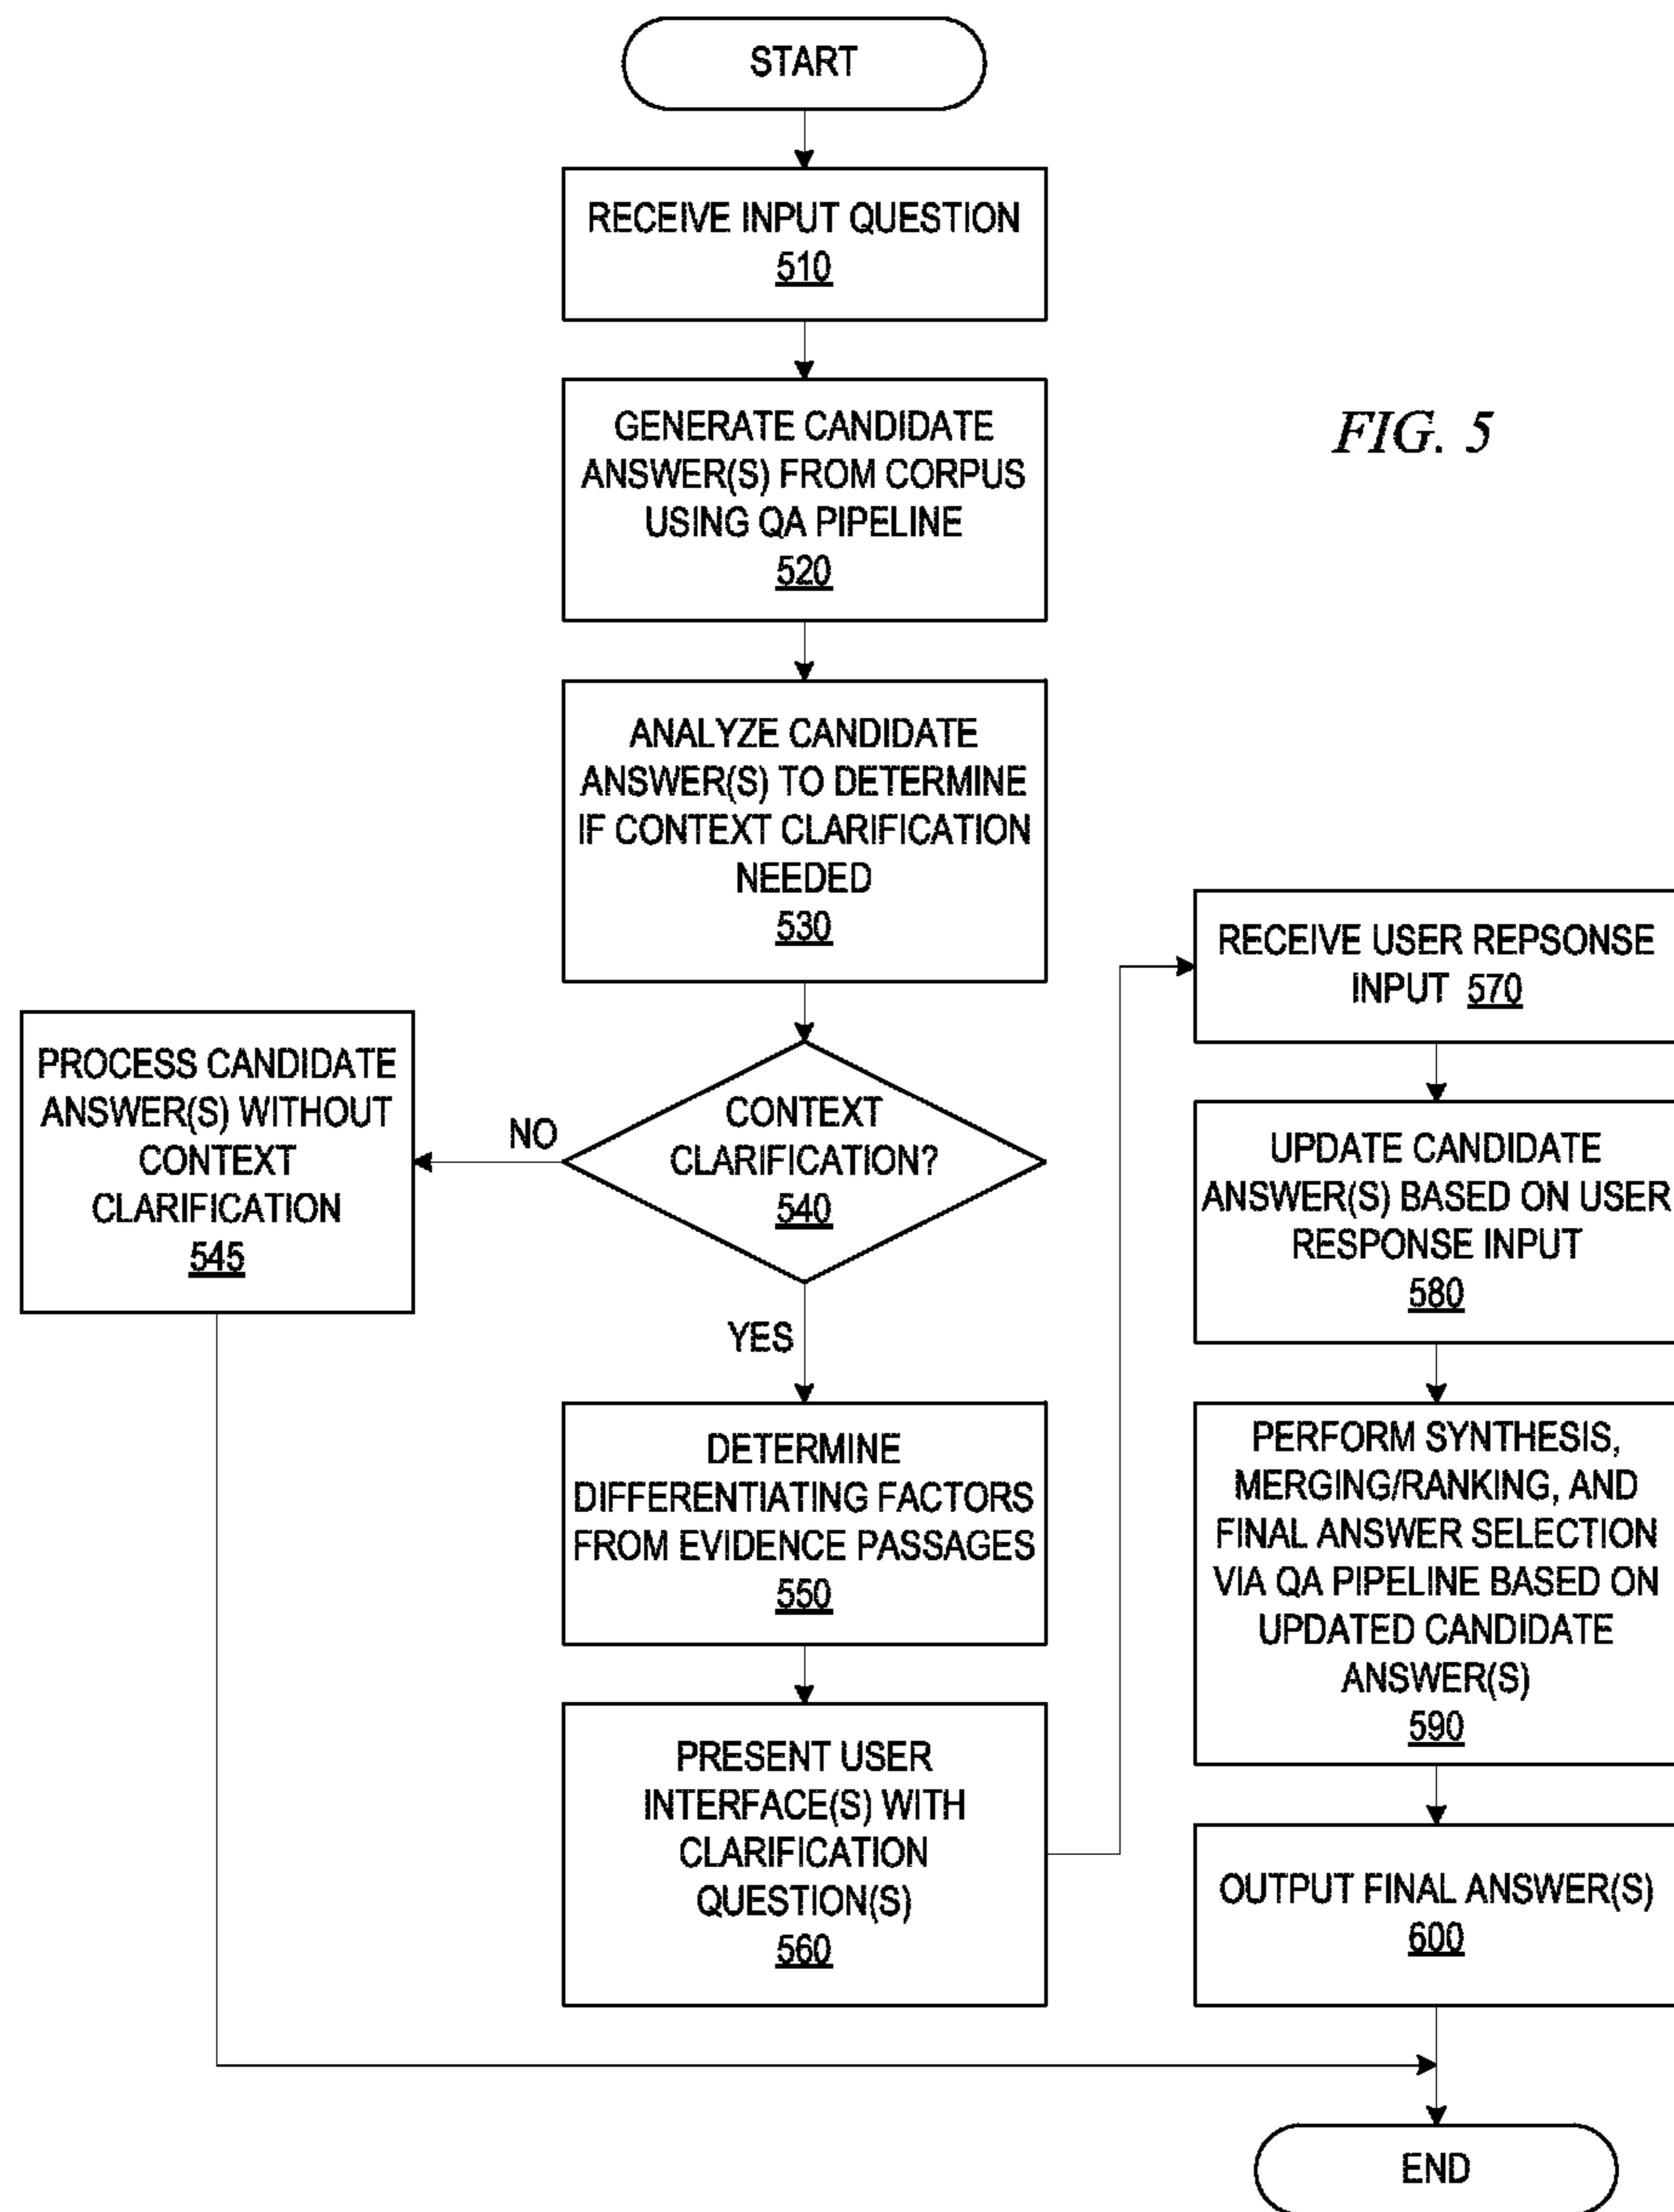 START
RECEIVE INPUT QUESTION
510
GENERATE CANDIDATE
ANSWER(S) FROM CORPUS
USING QA PIPELINE
520
FIG. 5
ANALYZE CANDIDATE
ANSWER(S) TO DETERMINE
IF CONTEXT CLARIFICATION
NEEDED
530
CONTEXT
CLARIFICATION?
540
NO
PROCESS CANDIDATE
ANSWER(S) WITHOUT
CONTEXT
CLARIFICATION
545
YES
DETERMINE
DIFFERENTIATING FACTORS
FROM EVIDENCE PASSAGES
550
PRESENT USER
INTERFACE(S) WITH
CLARIFICATION
QUESTION(S)
560
RECEIVE USER REPSONSE
INPUT 570
UPDATE CANDIDATE
ANSWER(S) BASED ON USER
RESPONSE INPUT
580
PERFORM SYNTHESIS,
MERGING/RANKING, AND
FINAL ANSWER SELECTION
VIA QA PIPELINE BASED ON
UPDATED CANDIDATE
ANSWER(S)
590
OUTPUT FINAL ANSWER(S)
600
END